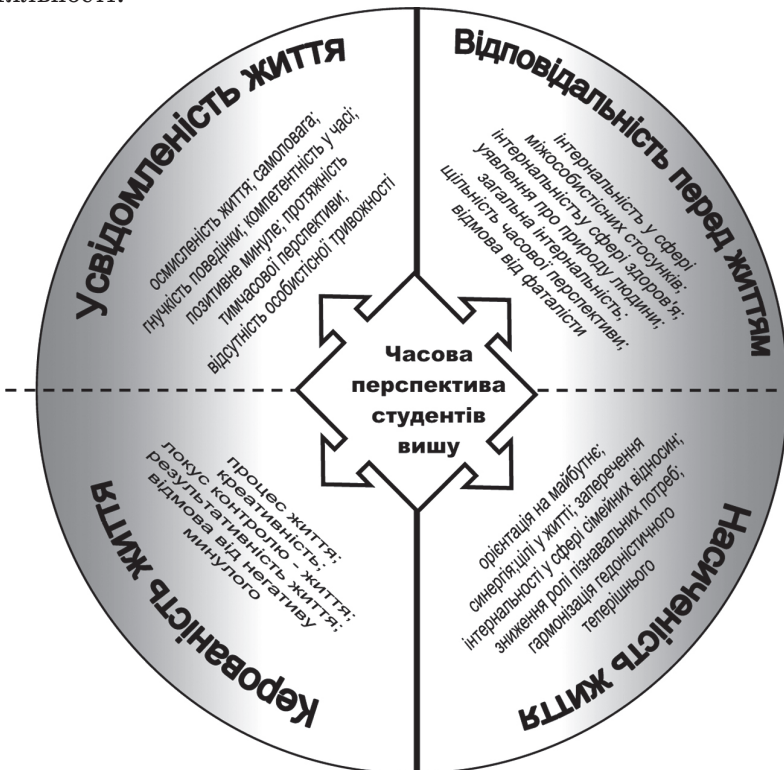 Усвідомленість життя
осмисленість життя; самоповага;
гнучкість поведінки; компетентність у часі;
позитивне минуле; протяжність
тимчасової перспективи;
відсутність особистісної тривожності
Відповідальність перед життям
інтернальність у сфері
міжособистісних стосунків;
інтернальність.у сфері здоров'я;
уявлення про природу людини;
загальна інтернальність,
щільність часової перспективи;
відмова від фаталісти
Часова
перспектива
студентів
вишу
процес життя;
креативність;
локус контролю - життя;
результативність життя;
відмова від негативу
минулого
Керованість життя
орієнтація на майбутнє;
синергія;цілі у житті; заперечення
інтернальності у сфері сімейних відносин;
зниження ролі пізнавальних потреб;
гармонізація гедоністичного
теперішнього
Насиченість життя